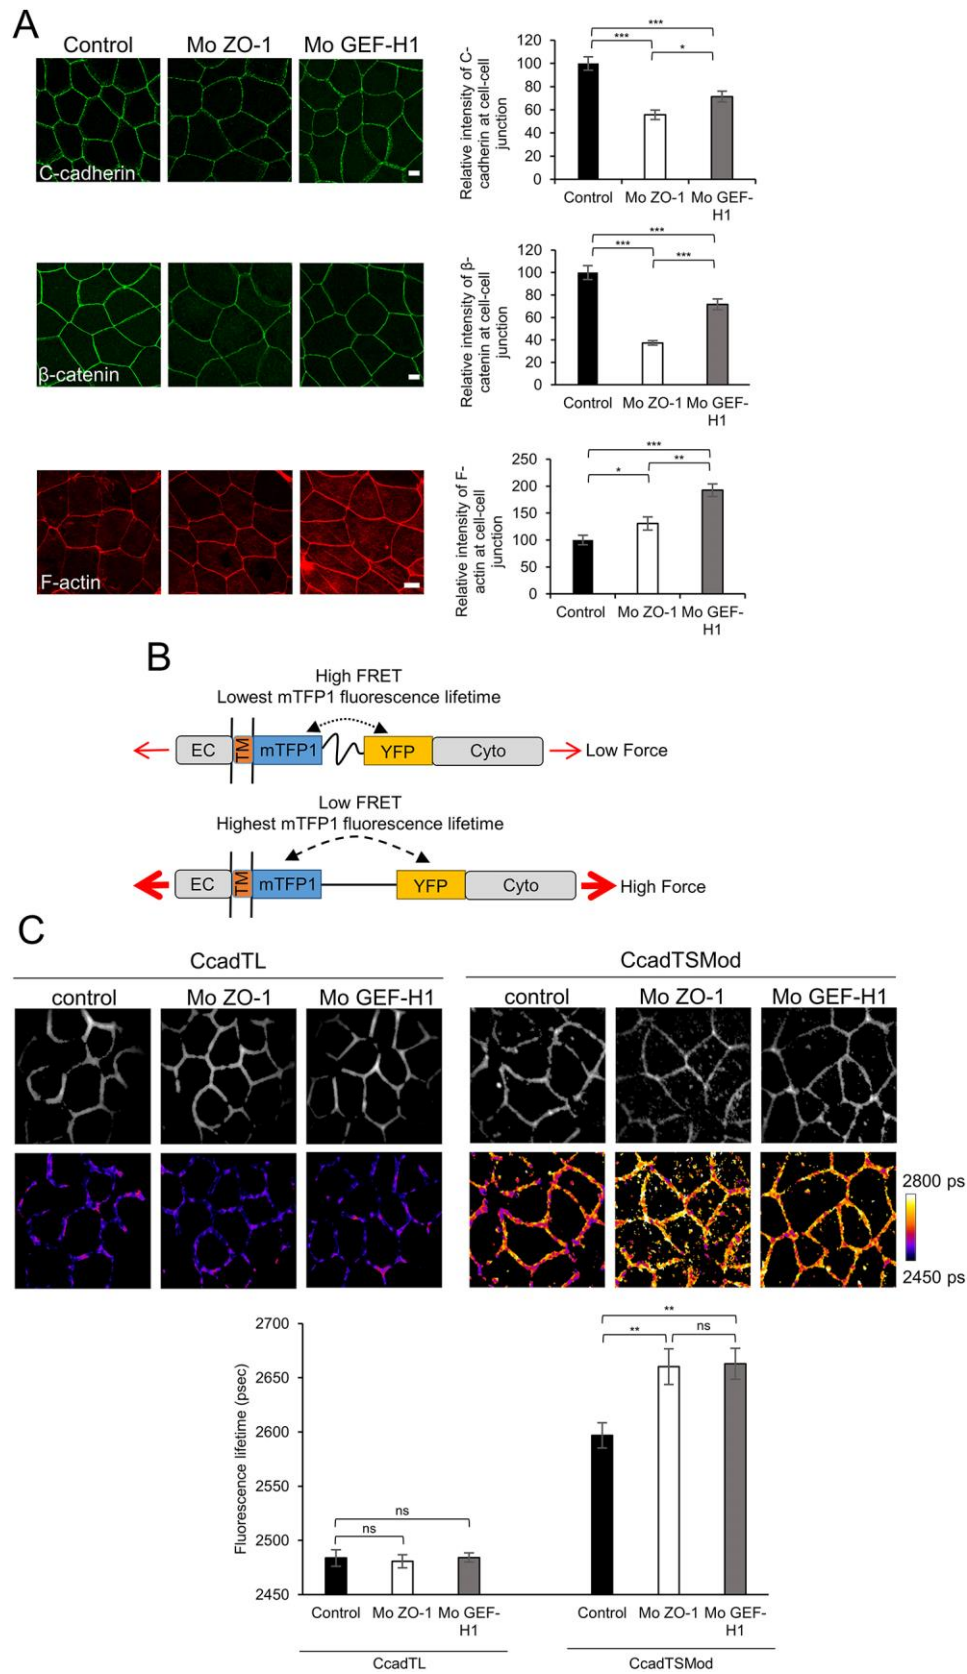 A
Control Mo ZO-1 Mo GEF-H1
C-cadherin
Relative intensity of C-
cadherin at cell-cell
junction
120
100
80
60
40
20
0
***
***
*
Control Mo ZO-1 Mo GEF-
H1
β-catenin
Relative intensity of β-
catenin at cell-cell
junction
120
100
80
60
40
20
0
***
***
***
Control Mo ZO-1 Mo GEF-
H1
F-actin
Relative intensity of F-
actin at cell-cell
junction
250
200
150
100
50
0
***
*
**
Control Mo ZO-1 Mo GEF-
H1
B
High FRET
Lowest mTFP1 fluorescence lifetime
EC TM mTFP1 YFP Cyto Low Force
Low FRET
Highest mTFP1 fluorescence lifetime
EC TM mTFP1 YFP Cyto High Force
C
CcadTL CcadTSMod
control Mo ZO-1 Mo GEF-H1 control Mo ZO-1 Mo GEF-H1
2800 ps
2450 ps
Fluorescence lifetime (psec)
2700
2650
2600
2550
2500
2450
ns
ns
**
**
ns
Control Mo ZO-1 Mo GEF-
H1
Control Mo ZO-1 Mo GEF-
H1
CcadTL CcadTSMod